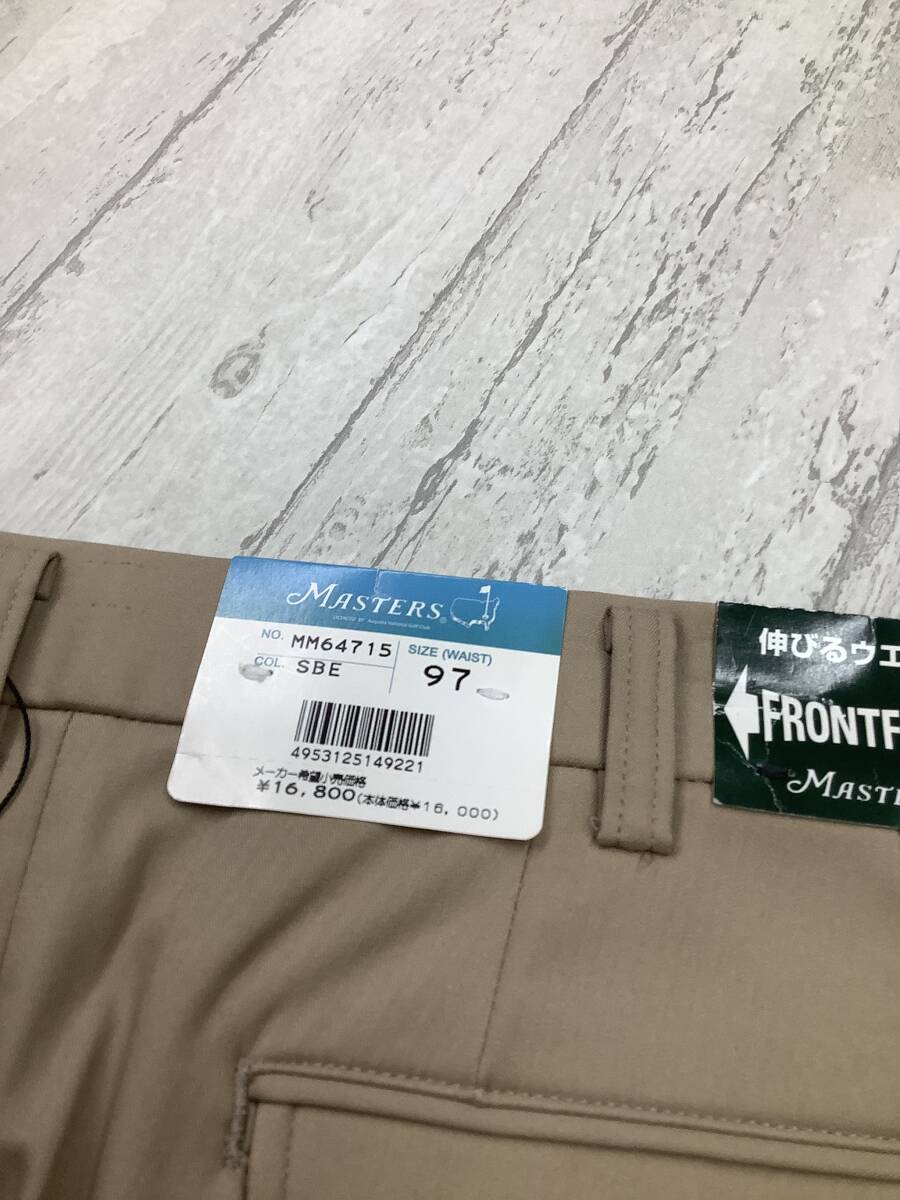 MASTERS®
LICENSED BY Augusta National Golf Club
NO. MM64715
COL. SBE
SIZE (WAIST)
97
4953125149221
メーカー希望小売価格
¥16,800(本体価格¥16,000)
伸びるウエ
FRONTF
MASTE